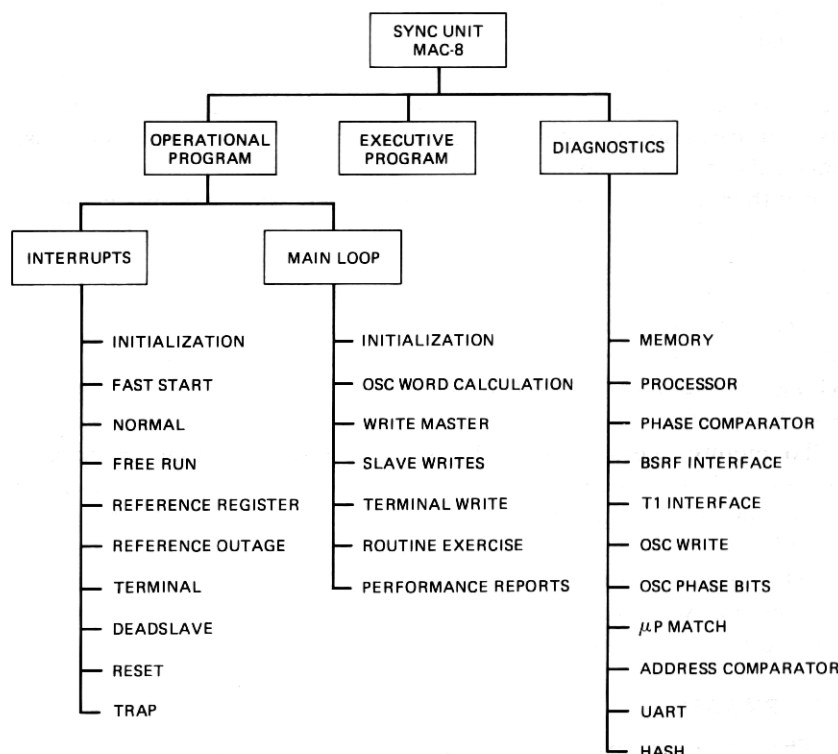 SYNC UNIT
MAC-8
OPERATIONAL
PROGRAM
EXECUTIVE
PROGRAM
DIAGNOSTICS
INTERRUPTS
MAIN LOOP
INITIALIZATION
FAST START
NORMAL
FREE RUN
REFERENCE REGISTER
REFERENCE OUTAGE
TERMINAL
DEADSLAVE
RESET
TRAP
INITIALIZATION
OSC WORD CALCULATION
WRITE MASTER
SLAVE WRITES
TERMINAL WRITE
ROUTINE EXERCISE
PERFORMANCE REPORTS
MEMORY
PROCESSOR
PHASE COMPARATOR
BSRF INTERFACE
T1 INTERFACE
OSC WRITE
OSC PHASE BITS
μP MATCH
ADDRESS COMPARATOR
UART
HASH